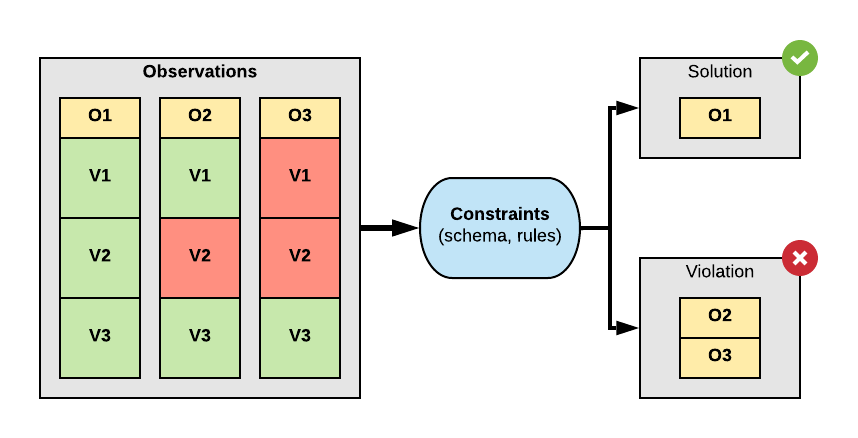 Observations
O1 O2 O3
V1 V1 V1
V2 V2 V2
V3 V3 V3
Constraints
(schema, rules)
Solution
O1
Violation
O2
O3